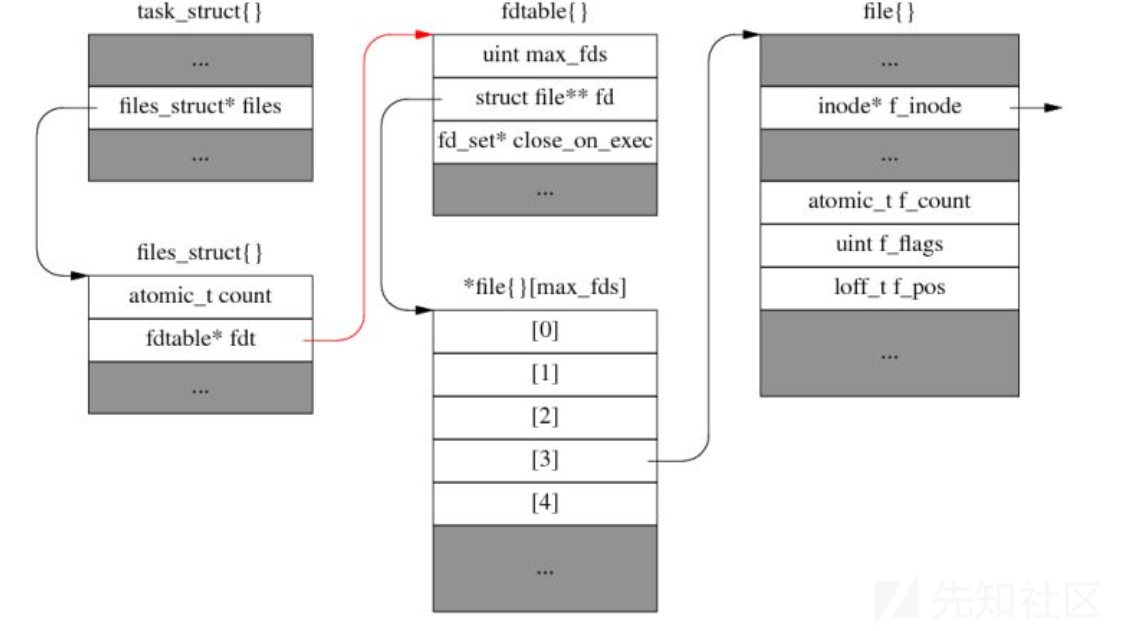 task_struct{}
...
files_struct* files
...
files_struct{}
atomic_t count
fdtable* fdt
...
fdtable{}
uint max_fds
struct file** fd
fd_set* close_on_exec
...
*file{}[max_fds]
[0]
[1]
[2]
[3]
[4]
...
file{}
...
inode* f_inode
...
atomic_t f_count
uint f_flags
loff_t f_pos
...
先知社区